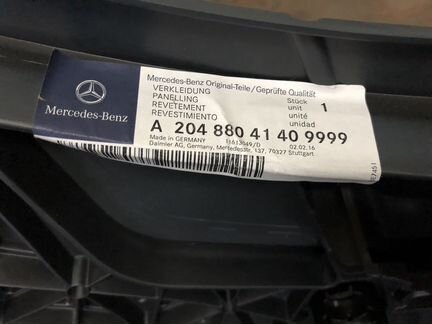 Mercedes-Benz Original-Teile/Geprüfte Qualität
VERKLEIDUNG
PANELLING
REVETEMENT
REVESTIMIENTO
Stück
unit
unité
unidad
1
Mercedes-Benz
A 204 880 41 40 9999
Made in GERMANY
02.02.16
Daimler AG, Germany, Mercedesstr. 137, 70327 Stuttgart